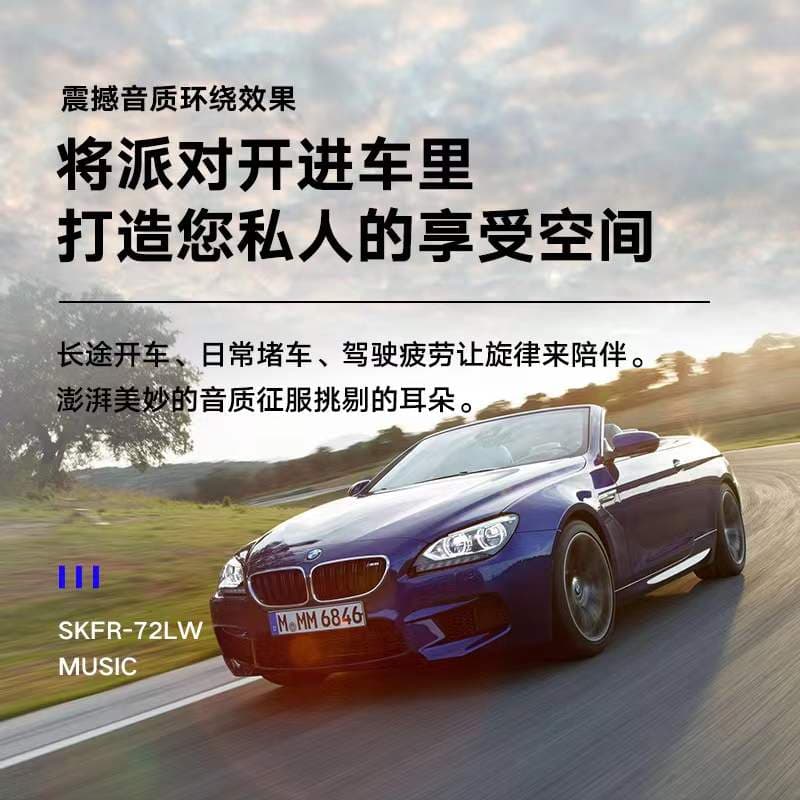 震撼音质环绕效果
将派对开进车里
打造您私人的享受空间
长途开车、日常堵车、驾驶疲劳让旋律来陪伴。
澎湃美妙的音质征服挑剔的耳朵。
SKFR-72LW
MUSIC
M MM 6846